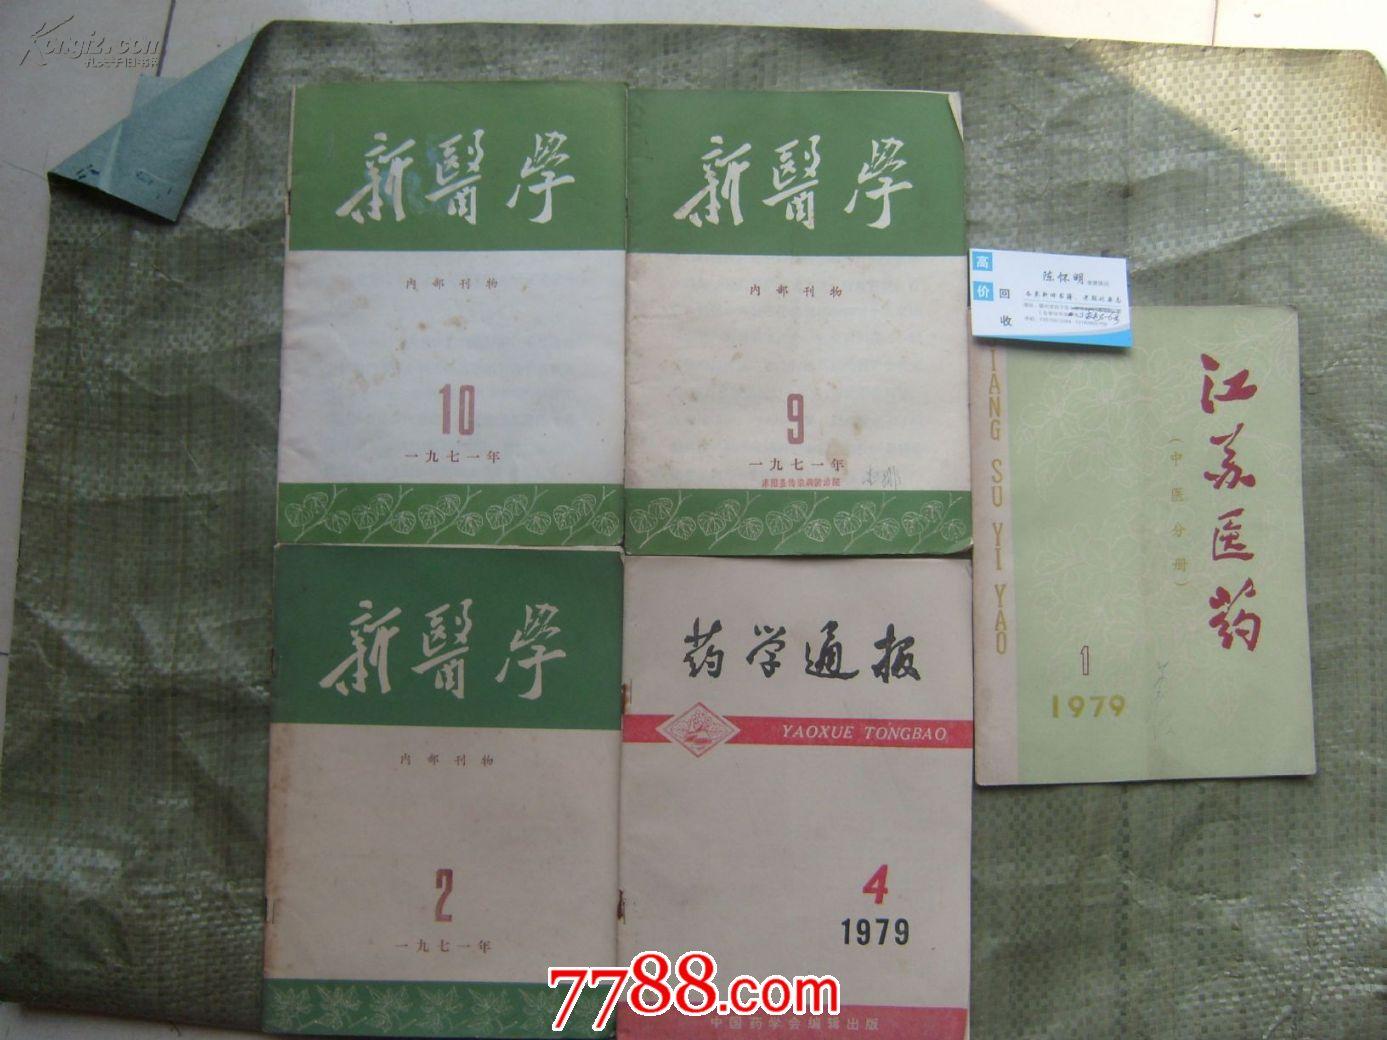 Kongfz.com
孔夫子旧书网
新醫學
内部刊物
10
一九七一年
新醫學
内部刊物
9
一九七一年
高价回收
陈怀明
江苏医药
(中医分册)
IANG SU YI YAO
1
1979
新醫學
内部刊物
2
一九七一年
药学通报
YAOXUE TONGBAO
4
1979
中国药学会编辑出版
7788.com